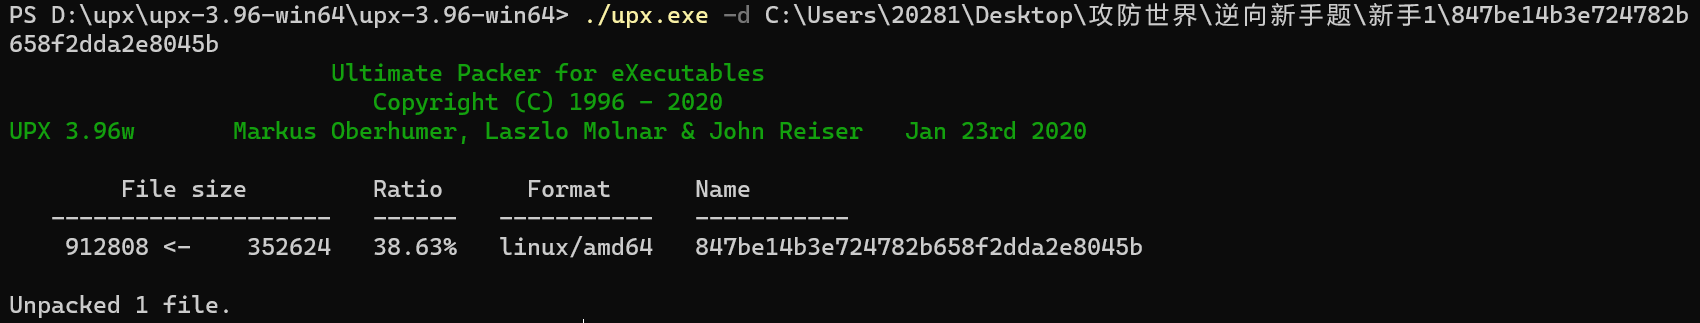 PS D:\upx\upx-3.96-win64\upx-3.96-win64> ./upx.exe -d C:\Users\20281\Desktop\攻防世界\逆向新手题\新手1\847be14b3e724782b
658f2dda2e8045b
Ultimate Packer for eXecutables
Copyright (C) 1996 - 2020
UPX 3.96w Markus Oberhumer, Laszlo Molnar & John Reiser Jan 23rd 2020
File size Ratio Format Name
-------------------- ------ ----------- -----------
912808 <- 352624 38.63% linux/amd64 847be14b3e724782b658f2dda2e8045b
Unpacked 1 file.